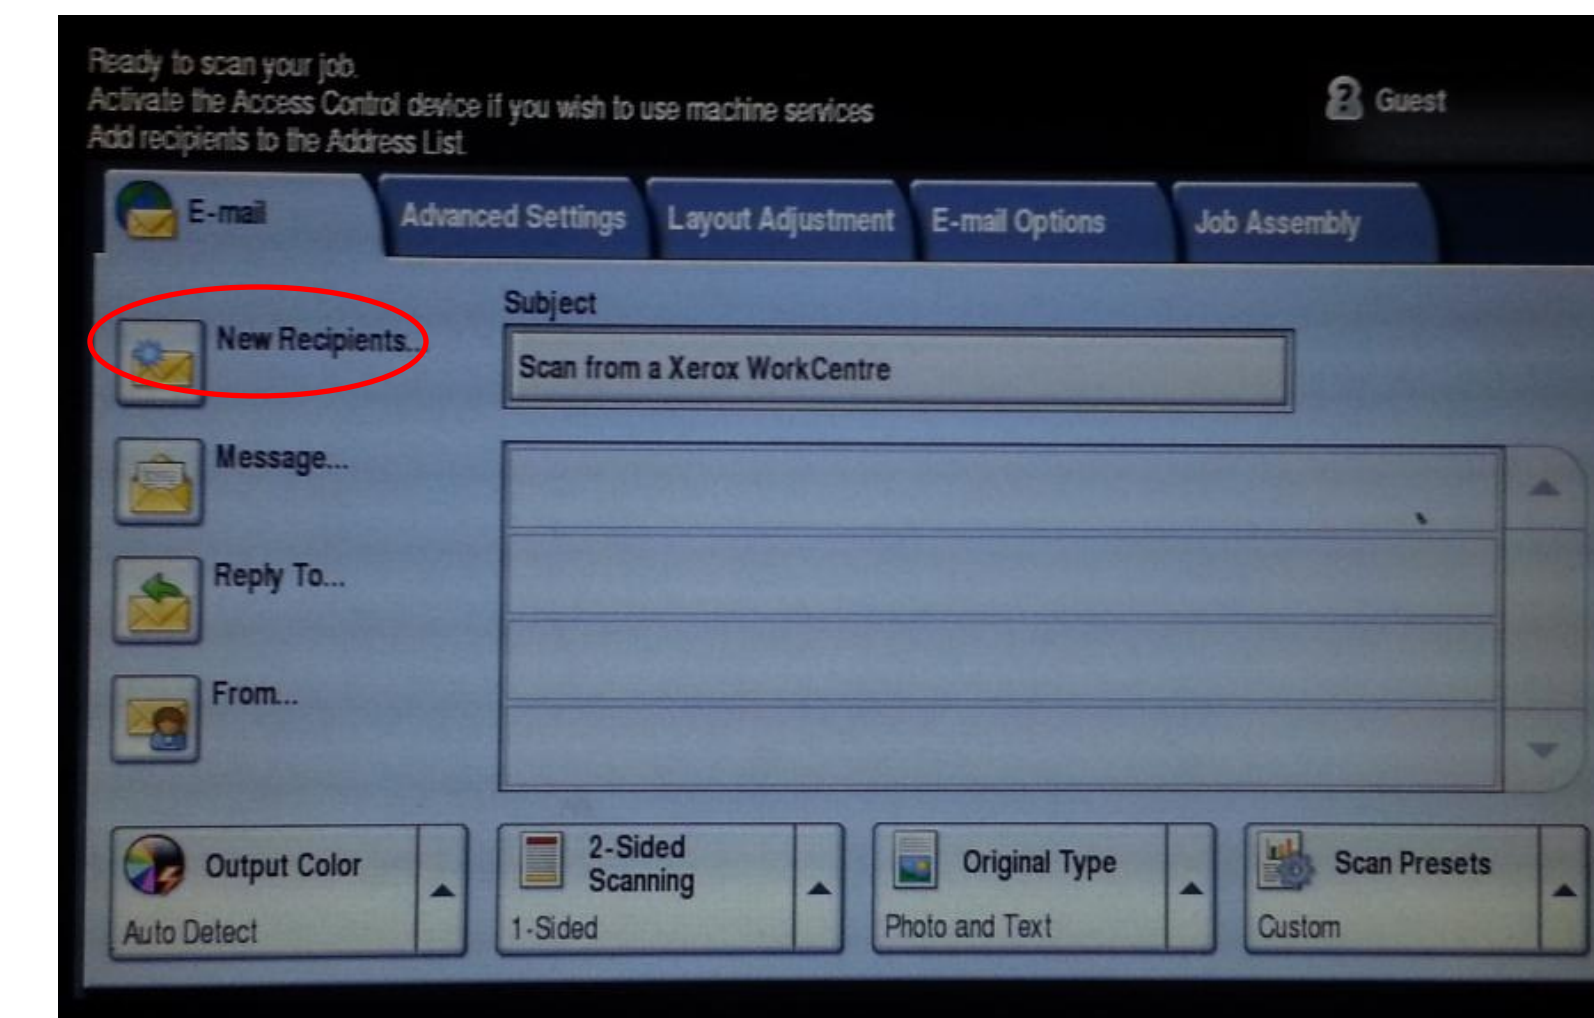 Ready to scan your job.
Activate the Access Control device if you wish to use machine services
Add recipients to the Address List.
Guest
E-mail
Advanced Settings
Layout Adjustment
E-mail Options
Job Assembly
New Recipients...
Subject
Scan from a Xerox WorkCentre
Message...
Reply To...
From...
Output Color
Auto Detect
2-Sided
Scanning
1-Sided
Original Type
Photo and Text
Scan Presets
Custom